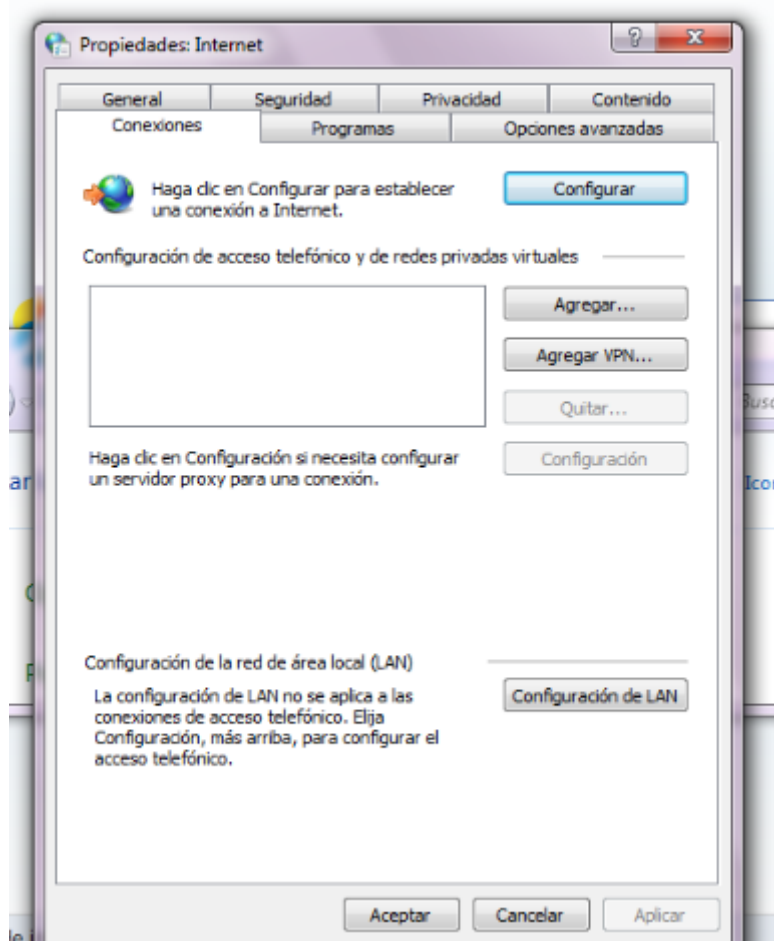 Propiedades: Internet
General Seguridad Privacidad Contenido
Conexiones Programas Opciones avanzadas
Haga clic en Configurar para establecer
una conexión a Internet.
Configurar
Configuración de acceso telefónico y de redes privadas virtuales
Agregar...
Agregar VPN...
Quitar...
Haga clic en Configuración si necesita configurar
un servidor proxy para una conexión.
Configuración
Configuración de la red de área local (LAN)
La configuración de LAN no se aplica a las
conexiones de acceso telefónico. Elija
Configuración, más arriba, para configurar el
acceso telefónico.
Configuración de LAN
Aceptar Cancelar Aplicar